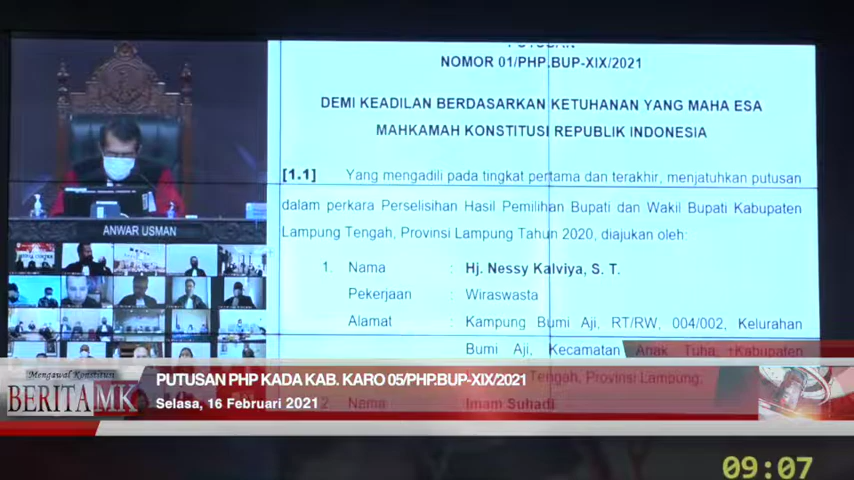 PUTUSAN
NOMOR 01/PHP.BUP-XIX/2021
DEMI KEADILAN BERDASARKAN KETUHANAN YANG MAHA ESA
MAHKAMAH KONSTITUSI REPUBLIK INDONESIA
[1.1] Yang mengadili pada tingkat pertama dan terakhir, menjatuhkan putusan
dalam perkara Perselisihan Hasil Pemilihan Bupati dan Wakil Bupati Kabupaten
Lampung Tengah, Provinsi Lampung Tahun 2020, diajukan oleh:
1. Nama : Hj. Nessy Kalviya, S. T.
Pekerjaan : Wiraswasta
Alamat : Kampung Bumi Aji, RT/RW, 004/002, Kelurahan
Bumi Aji, Kecamatan Anak Tuha, Kabupaten
Tengah, Provinsi Lampung;
2. Nama : Imam Suhadi
ANWAR USMAN
Mengawal Konstitusi
BERITA MK
PUTUSAN PHP KADA KAB. KARO 05/PHP.BUP-XIX/2021
Selasa, 16 Februari 2021
09:07